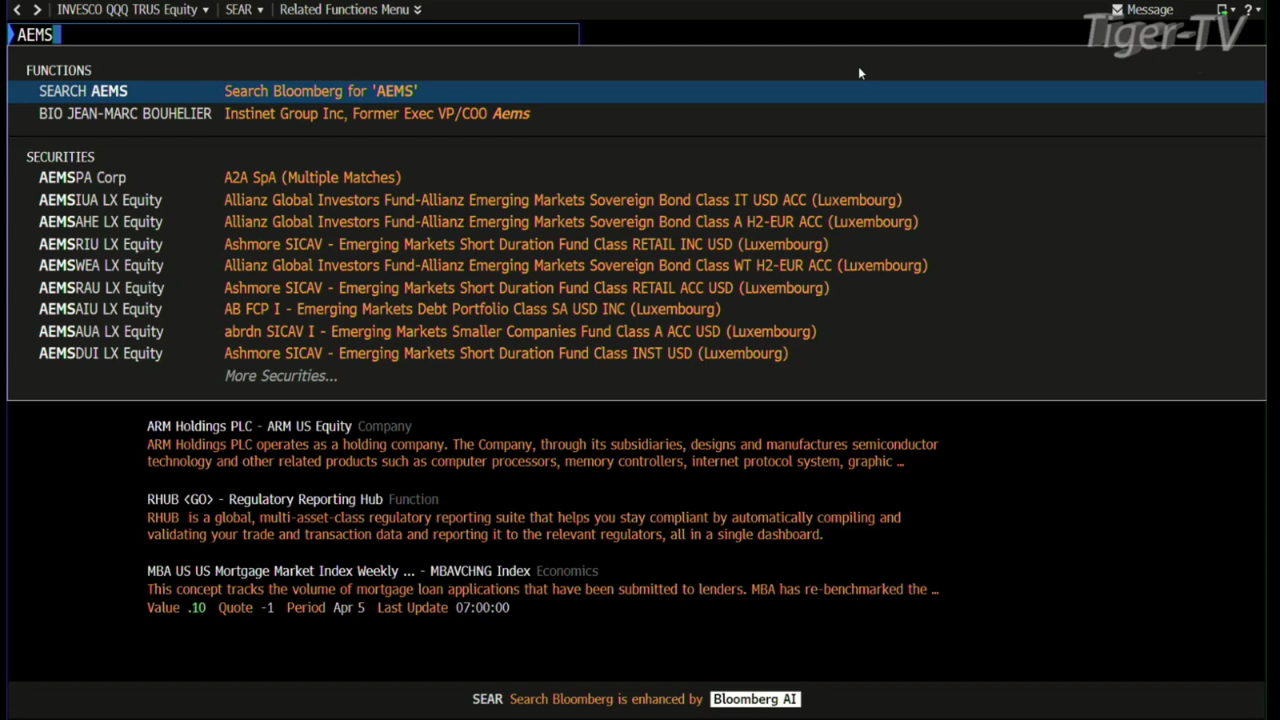 INVESCO QQQ TRUS Equity SEAR Related Functions Menu Message ?
Tiger-TV
AEMS
FUNCTIONS
SEARCH AEMS Search Bloomberg for 'AEMS'
BIO JEAN-MARC BOUHELIER Instinet Group Inc, Former Exec VP/COO Aems
SECURITIES
AEMSPA Corp A2A SpA (Multiple Matches)
AEMSIUA LX Equity Allianz Global Investors Fund-Allianz Emerging Markets Sovereign Bond Class IT USD ACC (Luxembourg)
AEMSAHE LX Equity Allianz Global Investors Fund-Allianz Emerging Markets Sovereign Bond Class A H2-EUR ACC (Luxembourg)
AEMSRIU LX Equity Ashmore SICAV - Emerging Markets Short Duration Fund Class RETAIL INC USD (Luxembourg)
AEMSWEA LX Equity Allianz Global Investors Fund-Allianz Emerging Markets Sovereign Bond Class WT H2-EUR ACC (Luxembourg)
AEMSRAU LX Equity Ashmore SICAV - Emerging Markets Short Duration Fund Class RETAIL ACC USD (Luxembourg)
AEMSAIU LX Equity AB FCP I - Emerging Markets Debt Portfolio Class SA USD INC (Luxembourg)
AEMSAUA LX Equity abrdn SICAV I - Emerging Markets Smaller Companies Fund Class A ACC USD (Luxembourg)
AEMSDUI LX Equity Ashmore SICAV - Emerging Markets Short Duration Fund Class INST USD (Luxembourg)
More Securities...
ARM Holdings PLC - ARM US Equity Company
ARM Holdings PLC operates as a holding company. The Company, through its subsidiaries, designs and manufactures semiconductor
technology and other related products such as computer processors, memory controllers, internet protocol system, graphic ...
RHUB <GO> - Regulatory Reporting Hub Function
RHUB is a global, multi-asset-class regulatory reporting suite that helps you stay compliant by automatically compiling and
validating your trade and transaction data and reporting it to the relevant regulators, all in a single dashboard.
MBA US US Mortgage Market Index Weekly ... - MBAVCHNG Index Economics
This concept tracks the volume of mortgage loan applications that have been submitted to lenders. MBA has re-benchmarked the ...
Value .10 Quote -1 Period Apr 5 Last Update 07:00:00
SEAR Search Bloomberg is enhanced by Bloomberg AI